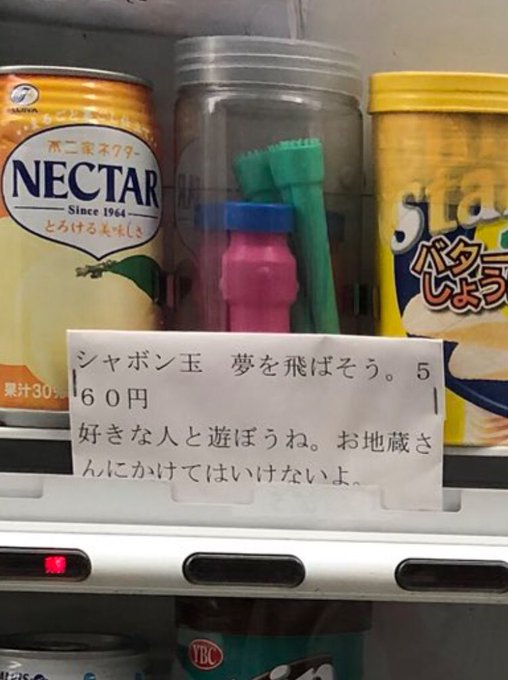 不二家ネクター
NECTAR
Since 1964
とろける美味しさ
果汁30%
バター
しょう
シャボン玉　夢を飛ばそう。５
６０円
好きな人と遊ぼうね。お地蔵さ
んにかけてはいけないよ。
YBC